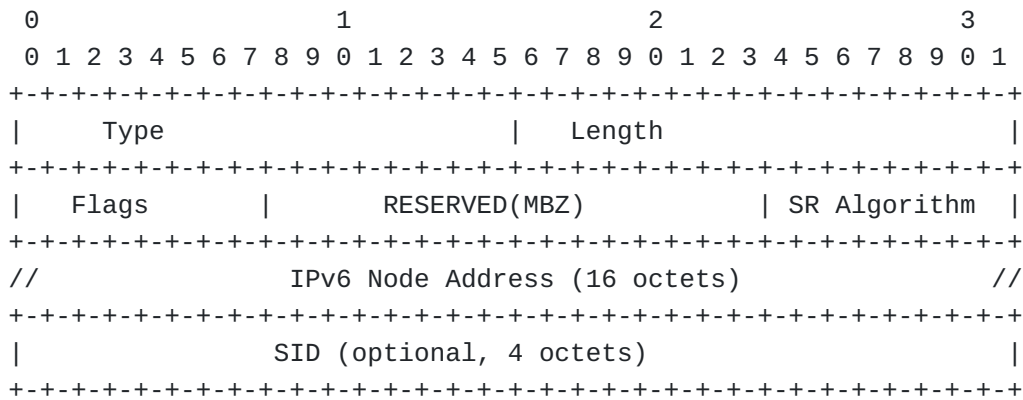 0                   1                   2                   3
 0 1 2 3 4 5 6 7 8 9 0 1 2 3 4 5 6 7 8 9 0 1 2 3 4 5 6 7 8 9 0 1
+-+-+-+-+-+-+-+-+-+-+-+-+-+-+-+-+-+-+-+-+-+-+-+-+-+-+-+-+-+-+-+-+
|     Type                      |   Length                      |
+-+-+-+-+-+-+-+-+-+-+-+-+-+-+-+-+-+-+-+-+-+-+-+-+-+-+-+-+-+-+-+-+
|   Flags       |       RESERVED(MBZ)           | SR Algorithm  |
+-+-+-+-+-+-+-+-+-+-+-+-+-+-+-+-+-+-+-+-+-+-+-+-+-+-+-+-+-+-+-+-+
//                IPv6 Node Address (16 octets)                //
+-+-+-+-+-+-+-+-+-+-+-+-+-+-+-+-+-+-+-+-+-+-+-+-+-+-+-+-+-+-+-+-+
|                SID (optional, 4 octets)                       |
+-+-+-+-+-+-+-+-+-+-+-+-+-+-+-+-+-+-+-+-+-+-+-+-+-+-+-+-+-+-+-+-+